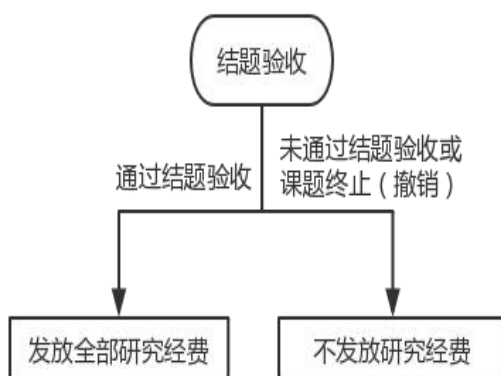 结题验收
通过结题验收
未通过结题验收或
课题终止（撤销）
发放全部研究经费
不发放研究经费